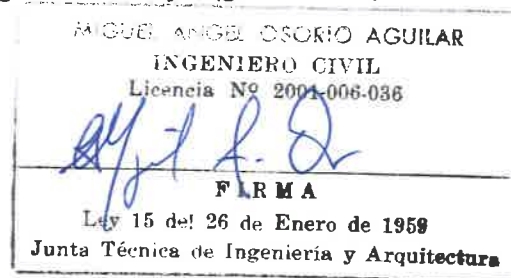 MIGUEL ANGEL OSORIO AGUILAR
INGENIERO CIVIL
Licencia Nº 2001-006-036
FIRMA
Ley 15 del 26 de Enero de 1959
Junta Técnica de Ingeniería y Arquitectura